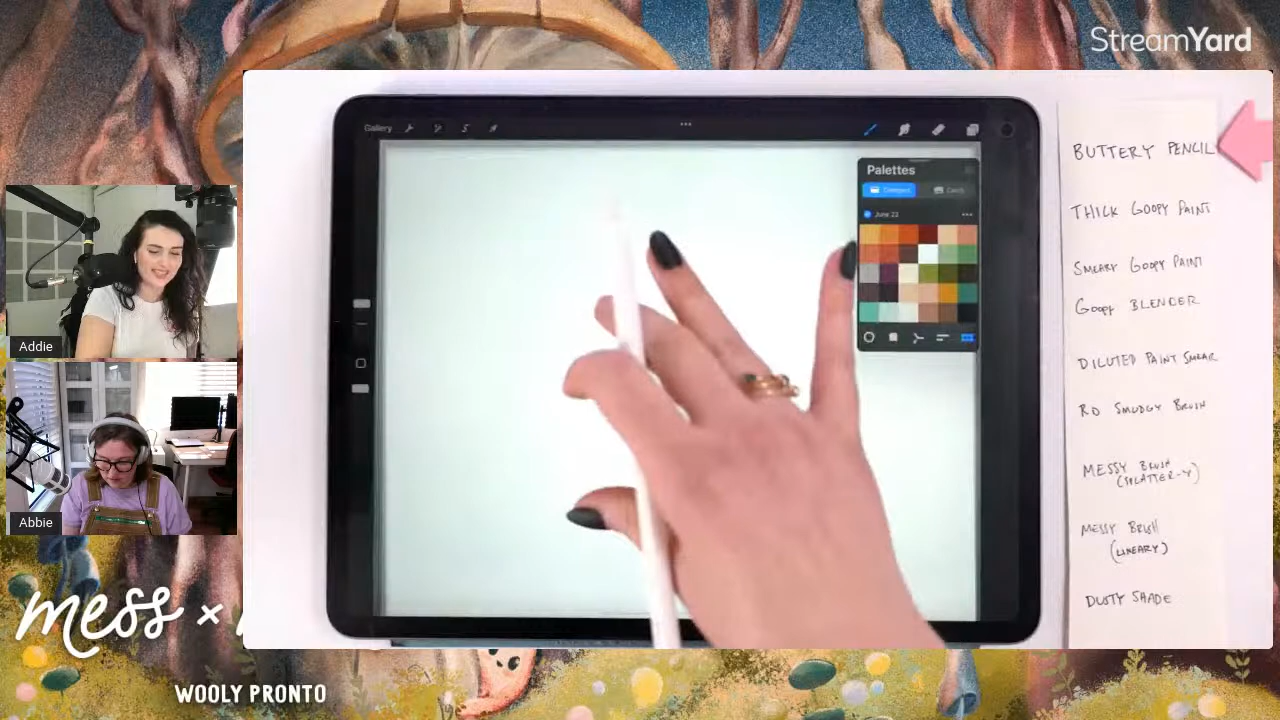 StreamYard
Gallery
Palettes
Compact
Cards
June 22
BUTTERY PENCIL
THICK GOOPY PAINT
SMEARY GOOPY PAINT
GOOPY BLENDER
DILUTED PAINT SMEAR
RD SMUDGY BRUSH
MESSY BRUSH
(SPLATTER-Y)
MESSY BRUSH
(LINEARY)
DUSTY SHADE
Addie
Abbie
mess ×
WOOLY PRONTO